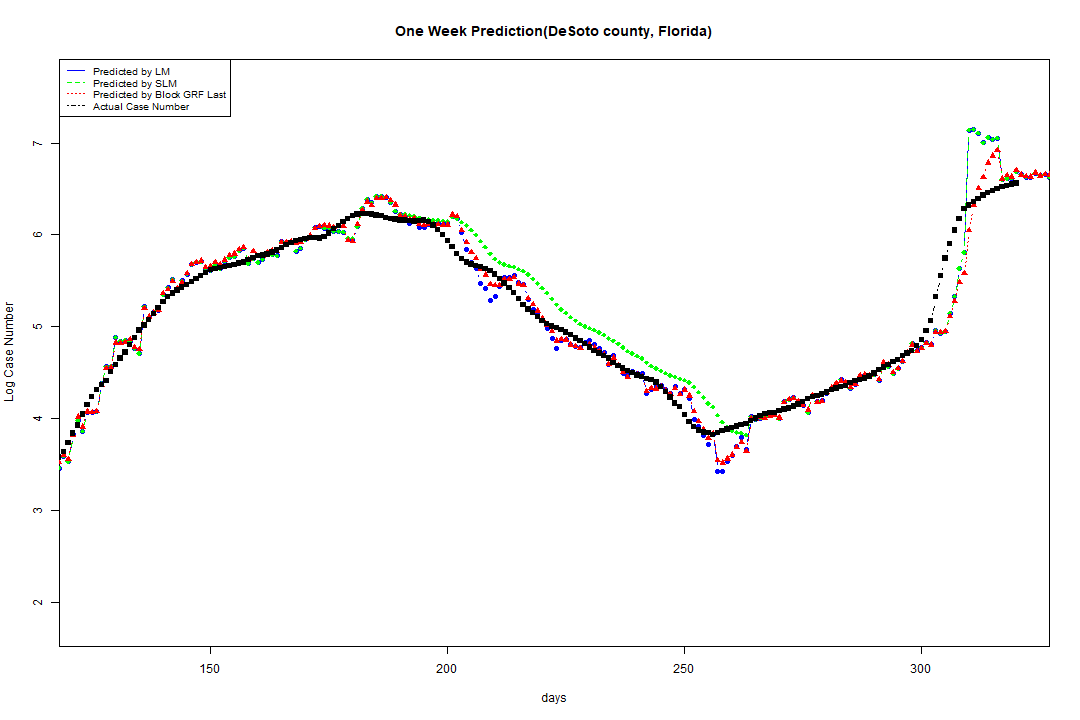 One Week Prediction(DeSoto county, Florida)
Predicted by LM
Predicted by SLM
Predicted by Block GRF Last
Actual Case Number
7
6
5
4
3
2
Log Case Number
150 200 250 300
days